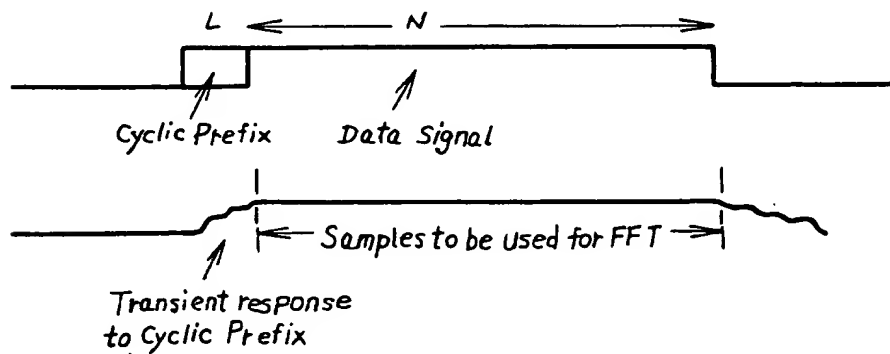 L
N
Cyclic Prefix
Data Signal
Samples to be used for FFT
Transient response
to Cyclic Prefix